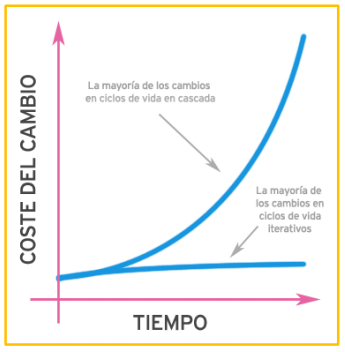 La mayoría de los cambios
en ciclos de vida en cascada
COSTE DEL CAMBIO
La mayoría de
los cambios en
ciclos de vida
Iterativos
TIEMPO